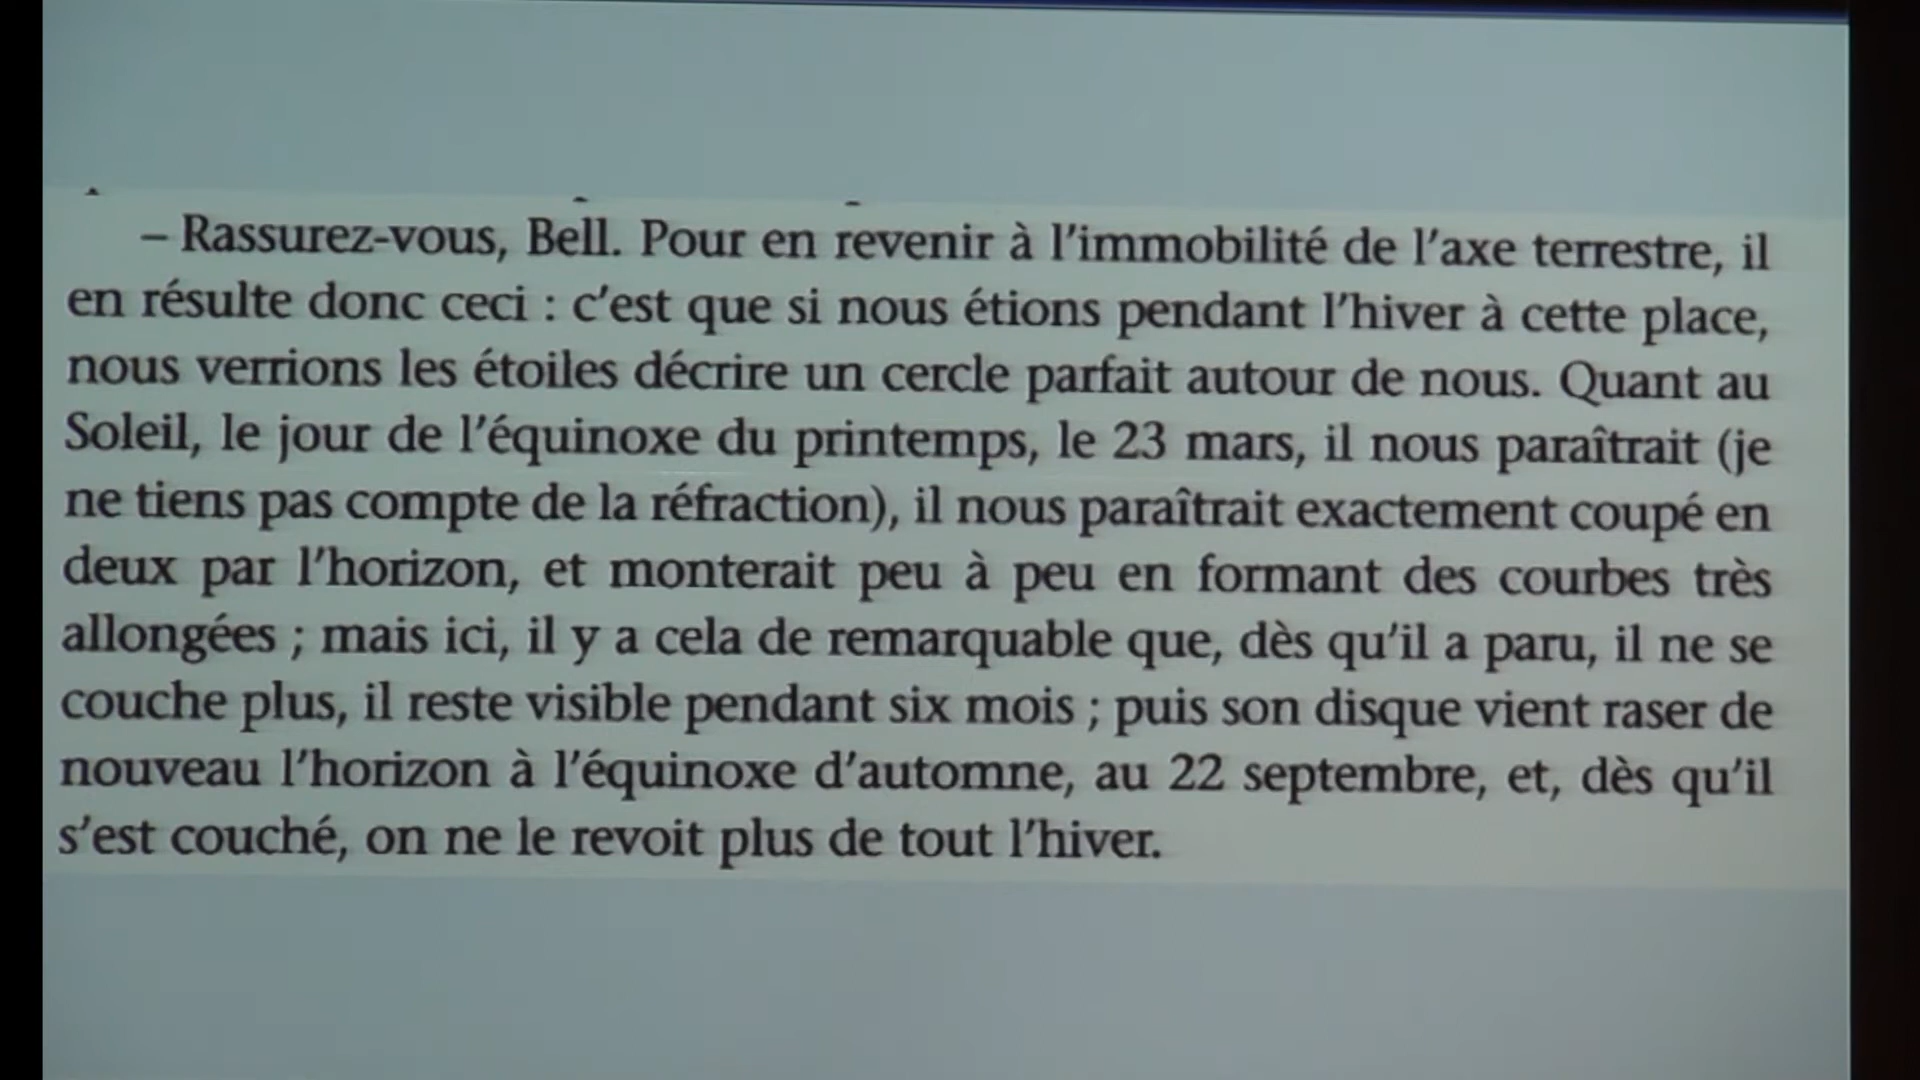 – Rassurez-vous, Bell. Pour en revenir à l'immobilité de l'axe terrestre, il
en résulte donc ceci : c'est que si nous étions pendant l'hiver à cette place,
nous verrions les étoiles décrire un cercle parfait autour de nous. Quant au
Soleil, le jour de l'équinoxe du printemps, le 23 mars, il nous paraîtrait (je
ne tiens pas compte de la réfraction), il nous paraîtrait exactement coupé en
deux par l'horizon, et monterait peu à peu en formant des courbes très
allongées ; mais ici, il y a cela de remarquable que, dès qu'il a paru, il ne se
couche plus, il reste visible pendant six mois ; puis son disque vient raser de
nouveau l'horizon à l'équinoxe d'automne, au 22 septembre, et, dès qu'il
s'est couché, on ne le revoit plus de tout l'hiver.